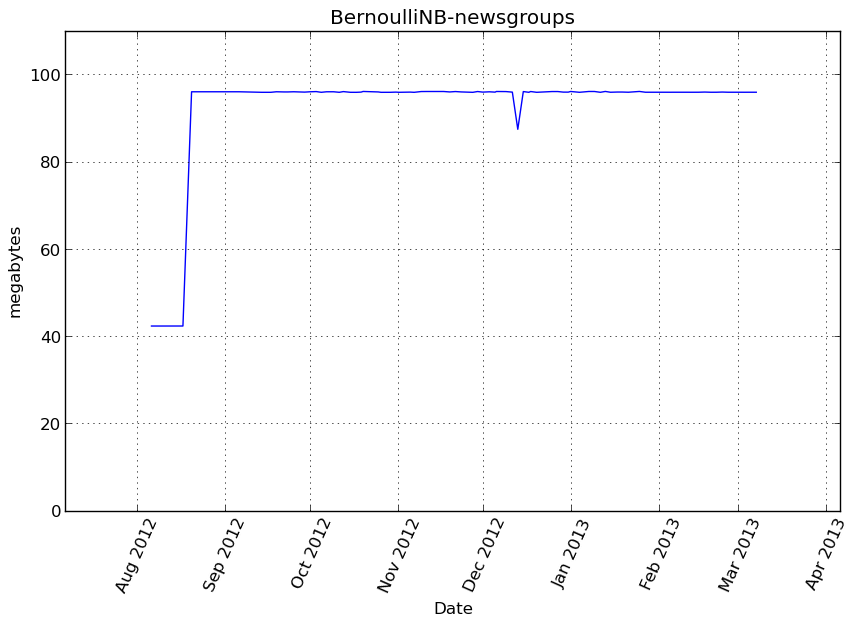 BernoulliNB-newsgroups
megabytes
100
80
60
40
20
0
Aug 2012
Sep 2012
Oct 2012
Nov 2012
Dec 2012
Jan 2013
Feb 2013
Mar 2013
Apr 2013
Date